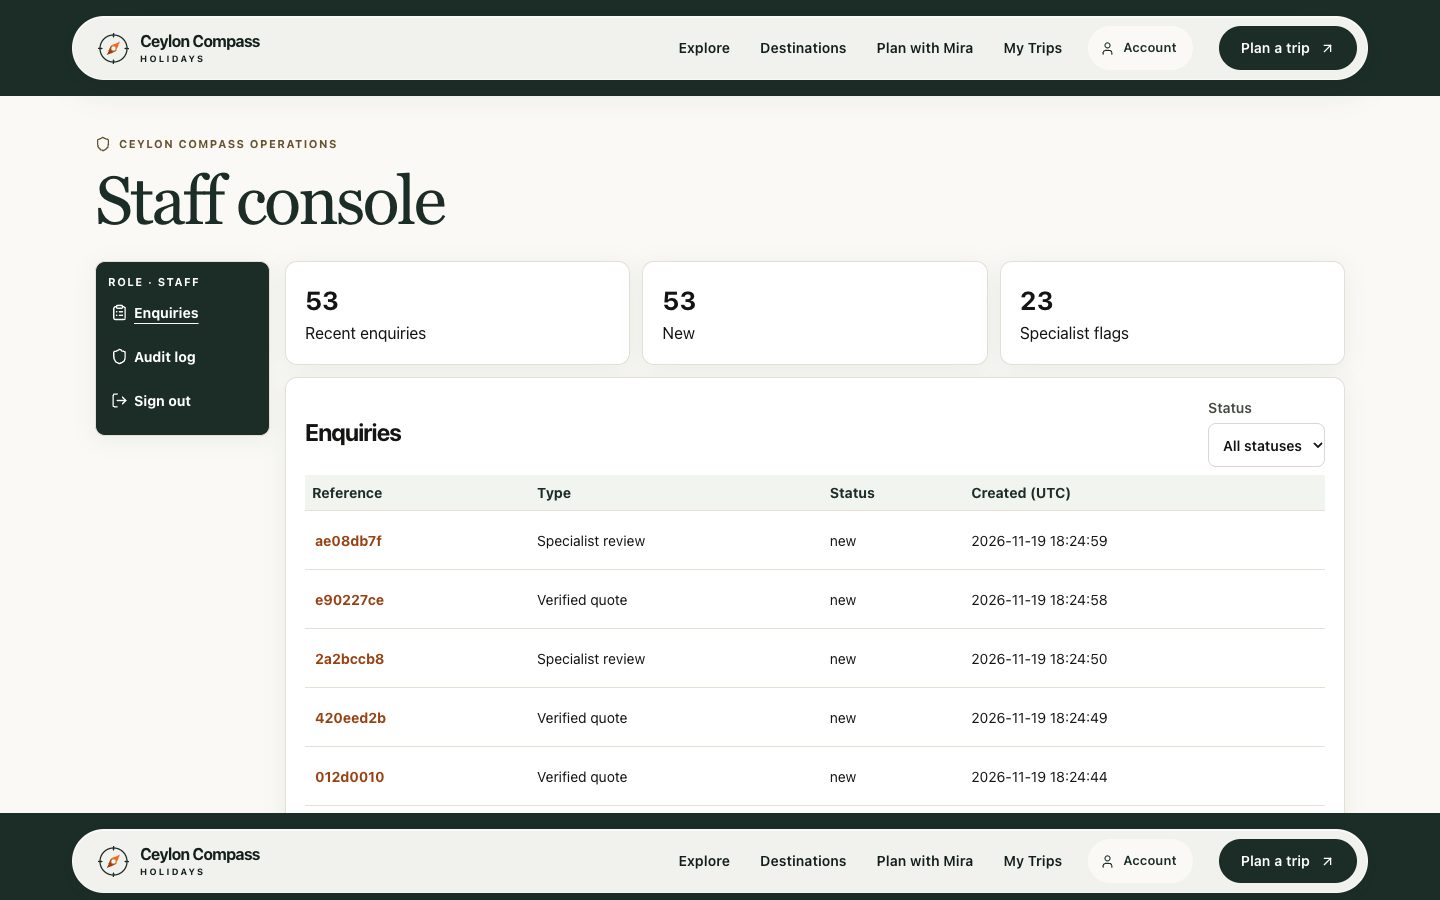 Ceylon Compass
HOLIDAYS
Explore Destinations Plan with Mira My Trips Account Plan a trip
CEYLON COMPASS OPERATIONS
Staff console
ROLE · STAFF
Enquiries
Audit log
Sign out
53
Recent enquiries
53
New
23
Specialist flags
Enquiries
Status
All statuses
Reference Type Status Created (UTC)
ae08db7f Specialist review new 2026-11-19 18:24:59
e90227ce Verified quote new 2026-11-19 18:24:58
2a2bccb8 Specialist review new 2026-11-19 18:24:50
420eed2b Verified quote new 2026-11-19 18:24:49
012d0010 Verified quote new 2026-11-19 18:24:44
Ceylon Compass
HOLIDAYS
Explore Destinations Plan with Mira My Trips Account Plan a trip